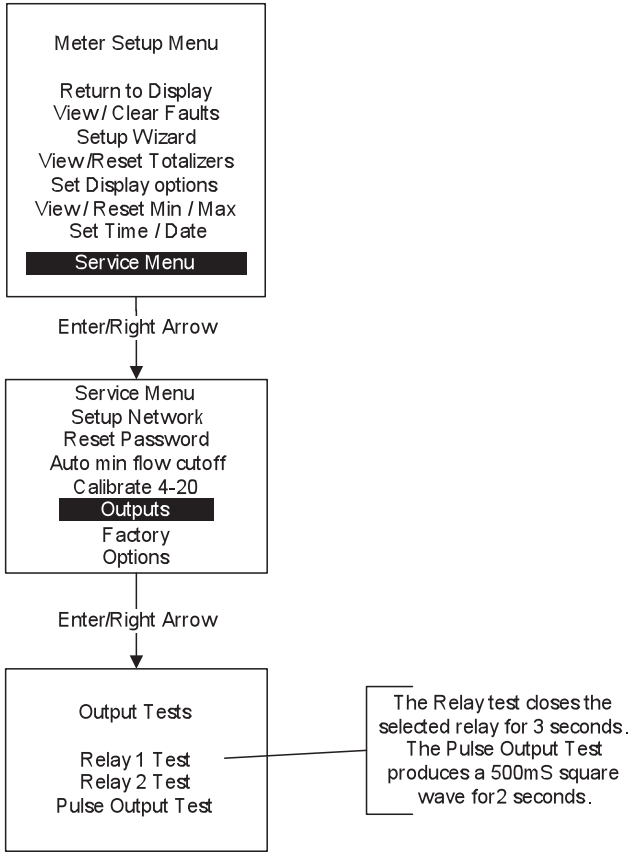 Meter Setup Menu
Return to Display
View / Clear Faults
Setup Wizard
View/Reset Totalizers
Set Display options
View / Reset Min / Max
Set Time / Date
Service Menu
Enter/Right Arrow
Service Menu
Setup Network
Reset Password
Auto min flow cutoff
Calibrate 4-20
Outputs
Factory
Options
Enter/Right Arrow
Output Tests
Relay 1 Test
Relay 2 Test
Pulse Output Test
The Relay test closes the
selected relay for 3 seconds.
The Pulse Output Test
produces a 500mS square
wave for2 seconds.